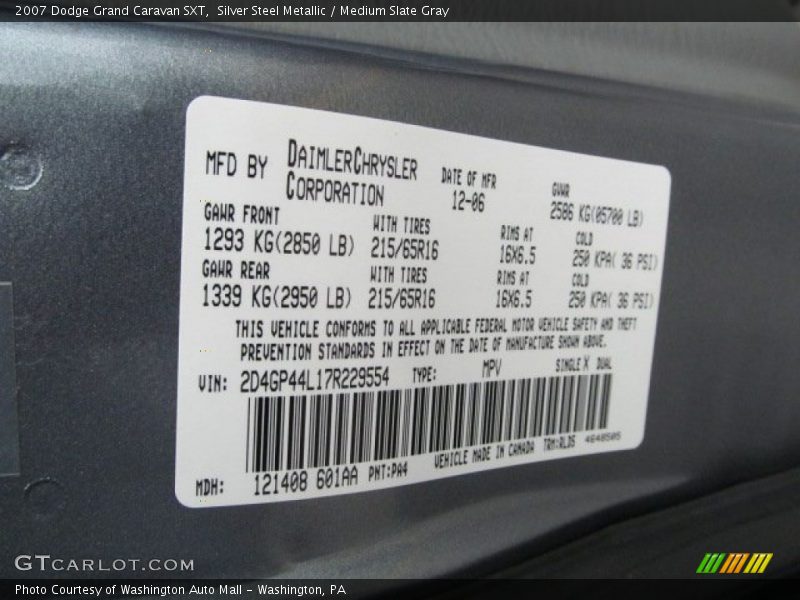 2007 Dodge Grand Caravan SXT,  Silver Steel Metallic / Medium Slate Gray
MFD BY DAIMLERCHRYSLER CORPORATION
DATE OF MFR 12-06
GVWR 2586 KG(05700 LB)
GAWR FRONT WITH TIRES RIMS AT COLD
1293 KG(2850 LB) 215/65R16 16X6.5 250 KPA( 36 PSI)
GAWR REAR WITH TIRES RIMS AT COLD
1339 KG(2950 LB) 215/65R16 16X6.5 250 KPA( 36 PSI)
THIS VEHICLE CONFORMS TO ALL APPLICABLE FEDERAL MOTOR VEHICLE SAFETY AND THEFT
PREVENTION STANDARDS IN EFFECT ON THE DATE OF MANUFACTURE SHOWN ABOVE.
VIN: 2D4GP44L17R229554 TYPE: MPV SINGLE X DUAL
MDH: 121408 601AA PNT:PA4 VEHICLE MADE IN CANADA TRM:RLDS 4648505
GTCARLOT.COM
Photo Courtesy of Washington Auto Mall - Washington, PA